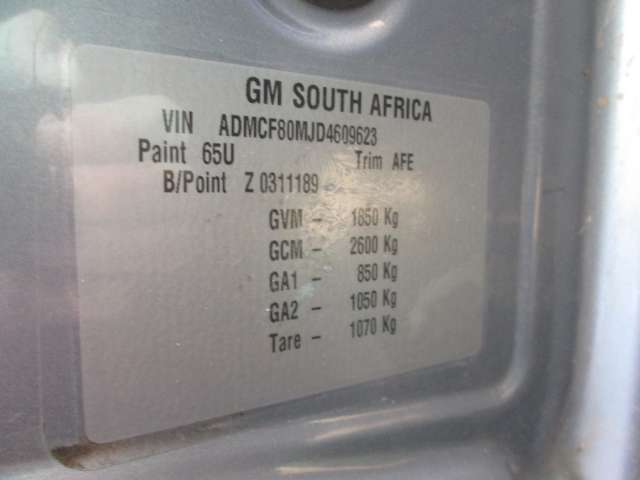 GM SOUTH AFRICA
VIN ADMCF80MJD4609623
Paint 65U Trim AFE
B/Point Z 0311189
GVM - 1850 Kg
GCM - 2600 Kg
GA1 - 850 Kg
GA2 - 1050 Kg
Tare - 1070 Kg